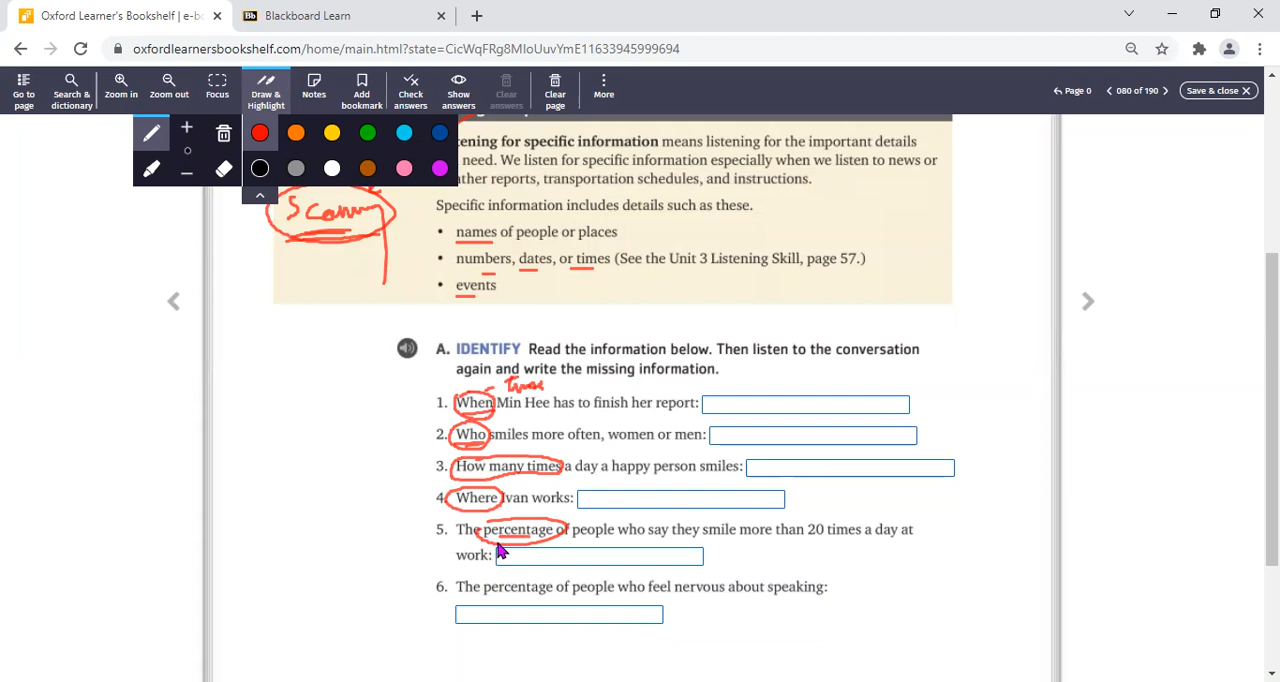 Oxford Learner's Bookshelf | e-bo
Bb Blackboard Learn
oxfordlearnersbookshelf.com/home/main.html?state=CicWqFRg8MIoUuvYmE11633945999694
Go to page
Search & dictionary
Zoom in
Zoom out
Focus
Draw & Highlight
Notes
Add bookmark
Check answers
Show answers
Clear answers
Clear page
More
Page 0
080 of 190
Save & close
tening for specific information means listening for the important details
need. We listen for specific information especially when we listen to news or
ather reports, transportation schedules, and instructions.
Scanny
Specific information includes details such as these.
• names of people or places
• numbers, dates, or times (See the Unit 3 Listening Skill, page 57.)
• events
A. IDENTIFY Read the information below. Then listen to the conversation
again and write the missing information.
time
1. When Min Hee has to finish her report:
2. Who smiles more often, women or men:
3. How many times a day a happy person smiles:
4. Where Ivan works:
5. The percentage of people who say they smile more than 20 times a day at
work:
6. The percentage of people who feel nervous about speaking: